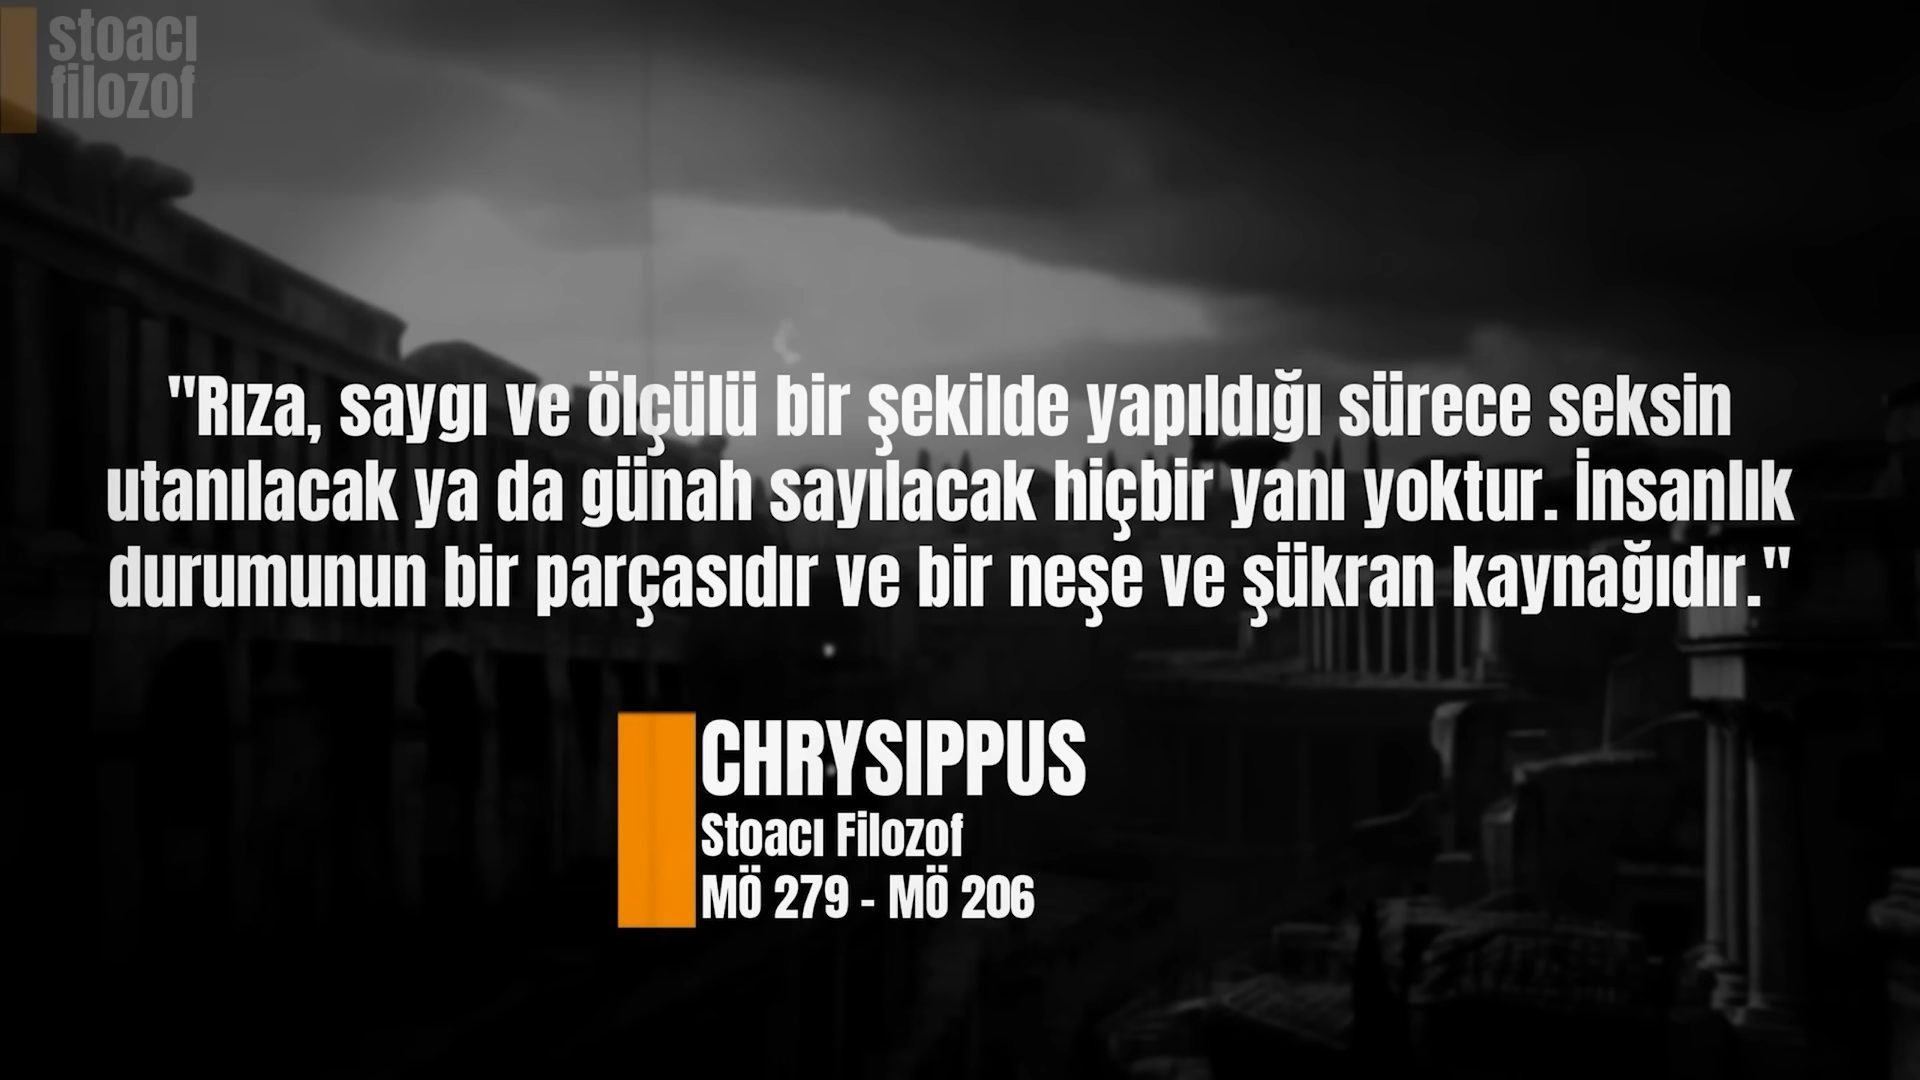 stoacı
filozof
"Rıza, saygı ve ölçülü bir şekilde yapıldığı sürece seksin
utanılacak ya da günah sayılacak hiçbir yanı yoktur. İnsanlık
durumunun bir parçasıdır ve bir neşe ve şükran kaynağıdır."
CHRYSIPPUS
Stoacı Filozof
MÖ 279 - MÖ 206